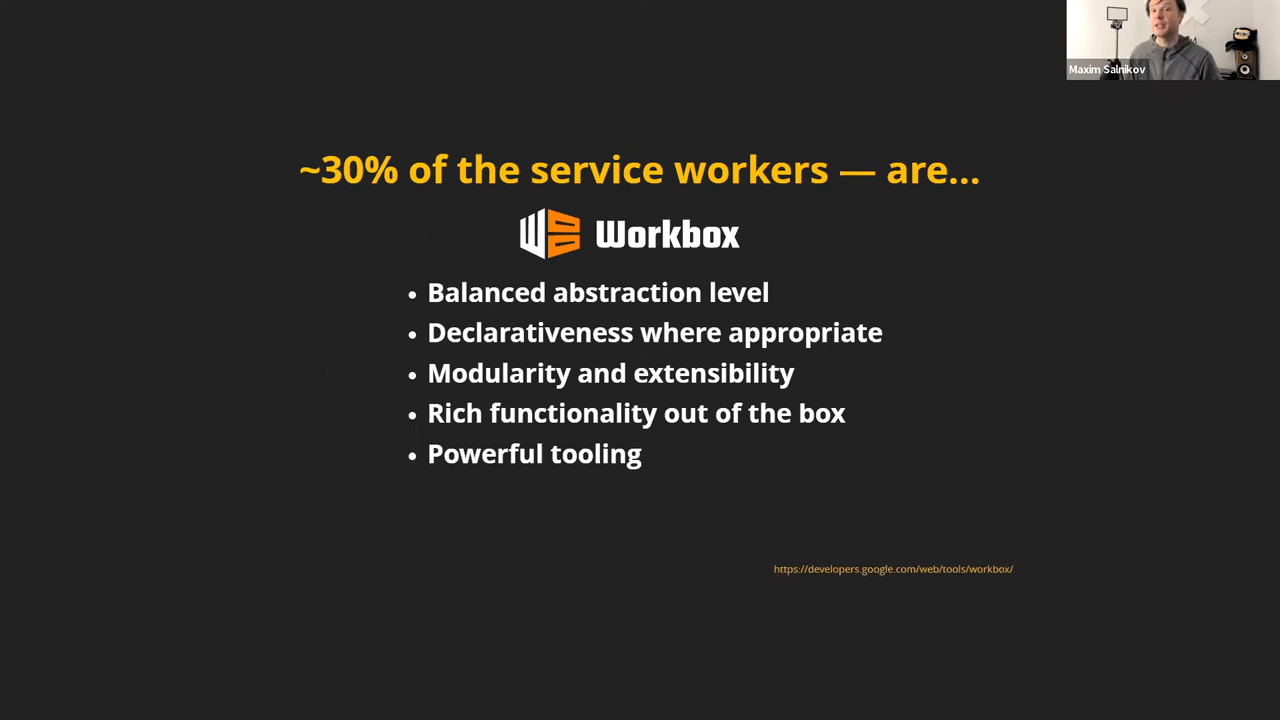 Maxim Salnikov
~30% of the service workers — are...
Workbox
• Balanced abstraction level
• Declarativeness where appropriate
• Modularity and extensibility
• Rich functionality out of the box
• Powerful tooling
https://developers.google.com/web/tools/workbox/